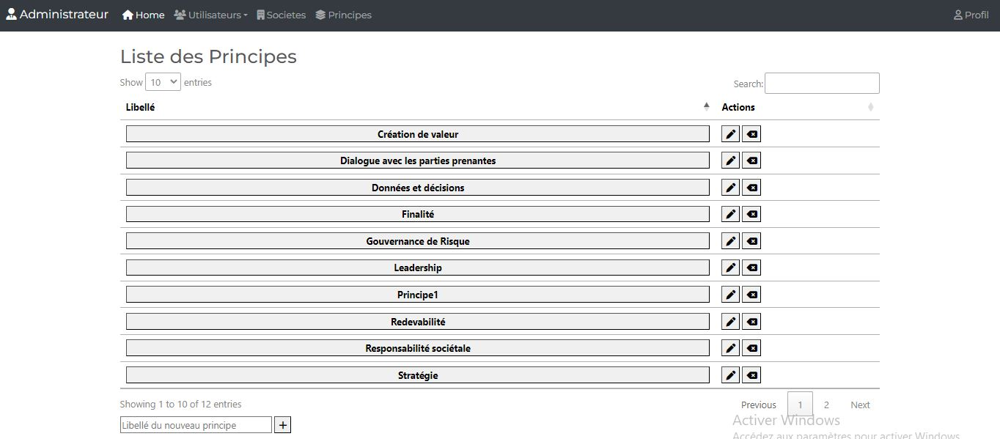 Administrateur Home Utilisateurs Societes Principes Profil
Liste des Principes
Show 10 entries Search:
Libellé Actions
Création de valeur
Dialogue avec les parties prenantes
Données et décisions
Finalité
Gouvernance de Risque
Leadership
Principe1
Redevabilité
Responsabilité sociétale
Stratégie
Showing 1 to 10 of 12 entries Previous 1 2 Next
Libellé du nouveau principe +
Activer Windows
Accédez aux paramètres pour activer Windows.